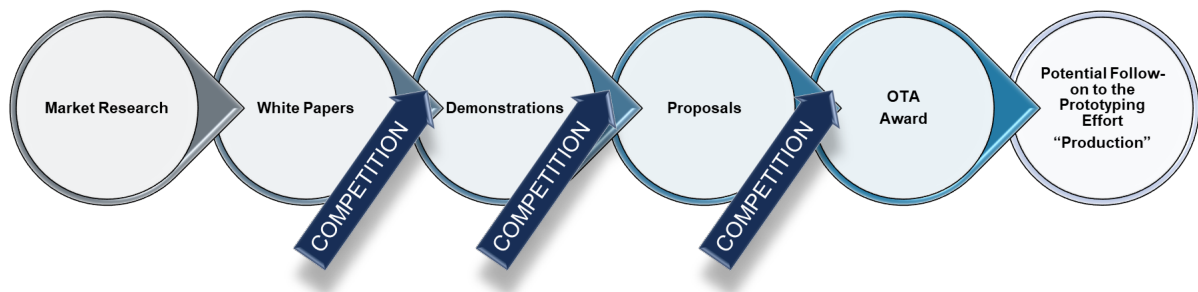 Market Research
White Papers
Demonstrations
Proposals
OTA
Award
Potential Follow-
on to the
Prototyping
Effort
“Production”
COMPETITION
COMPETITION
COMPETITION